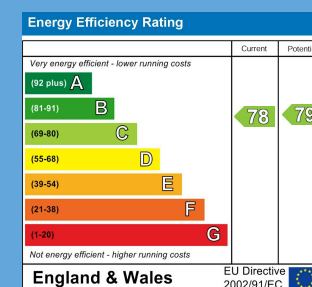 Energy Efficiency Rating
Current
Very energy efficient - lower running costs
(92 plus) A
(81-91) B
78
79
(69-80) C
(55-68) D
(39-54) E
(21-38) F
(1-20) G
Not energy efficient - higher running costs
England & Wales
EU Directive
2002/91/EC